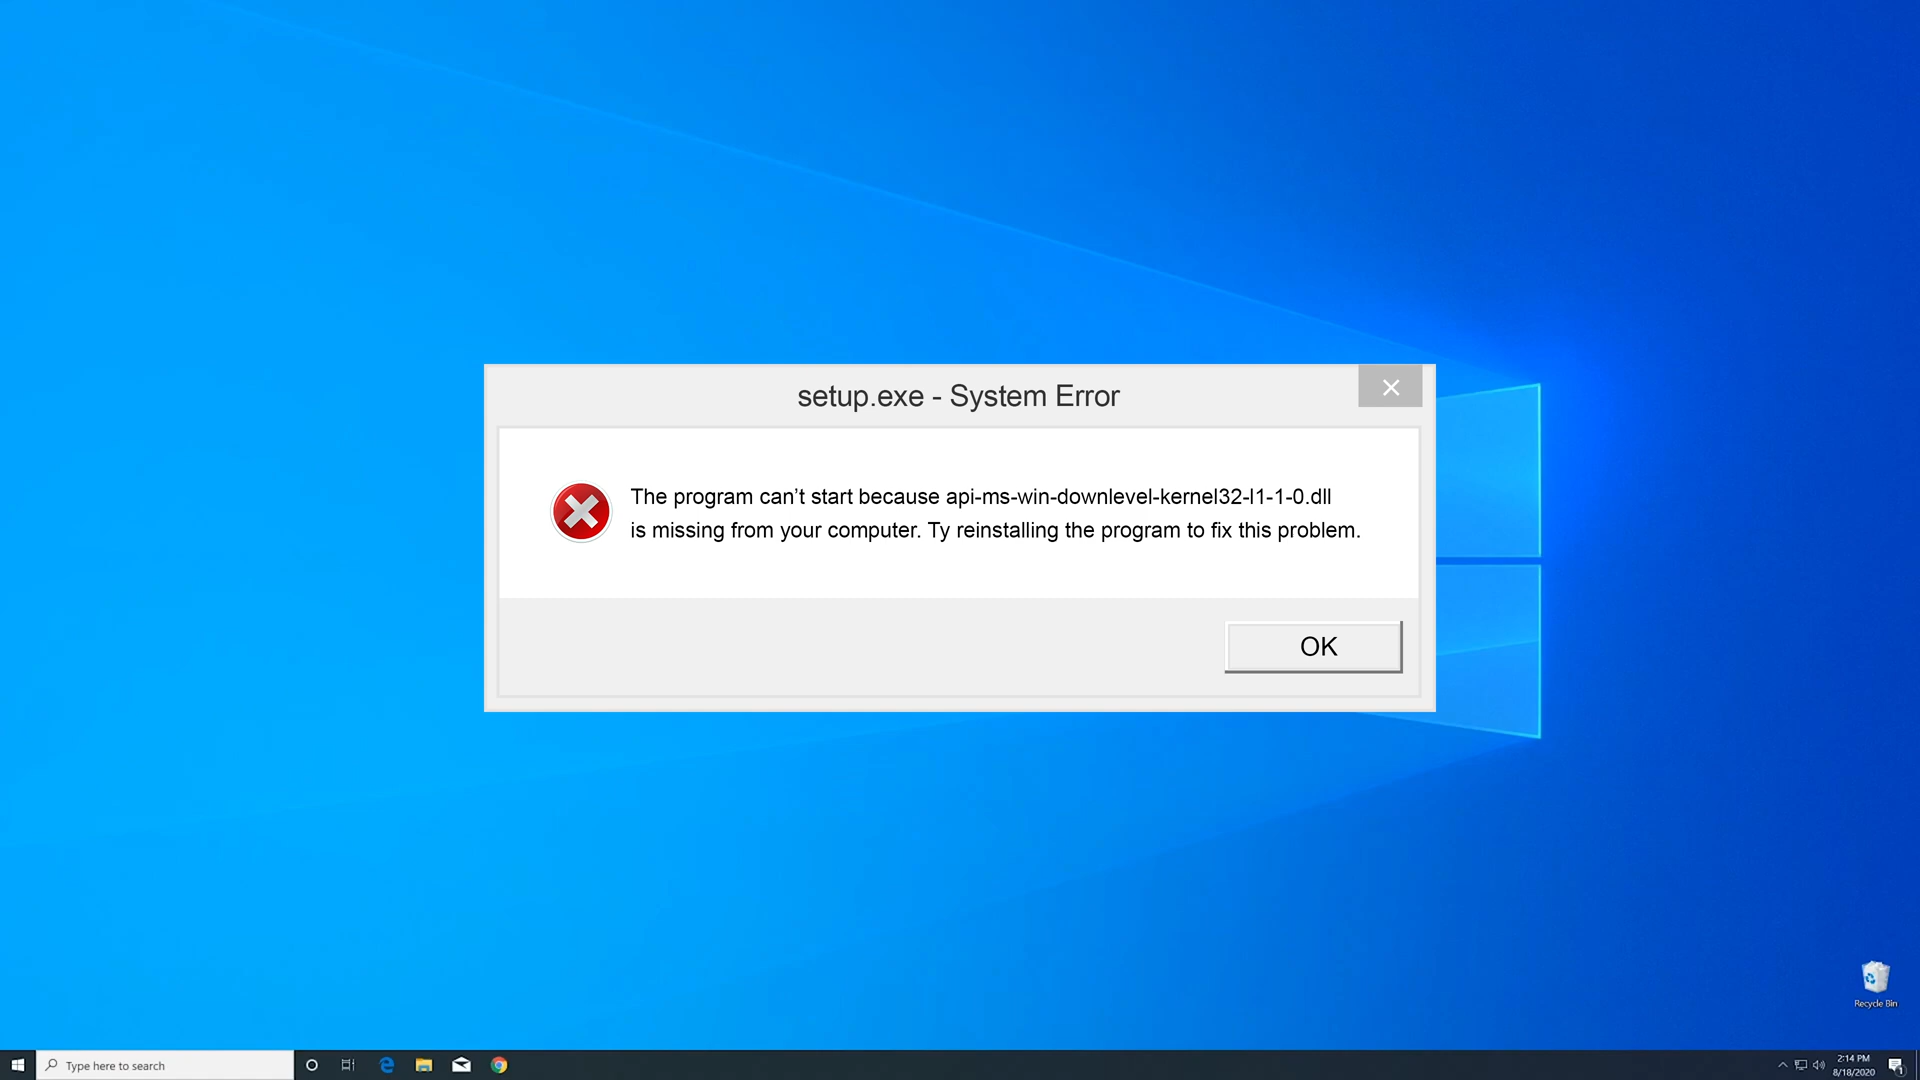 setup.exe - System Error
The program can’t start because api-ms-win-downlevel-kernel32-l1-1-0.dll
is missing from your computer. Ty reinstalling the program to fix this problem.
OK
Recycle Bin
Type here to search
2:14 PM
8/18/2020
1